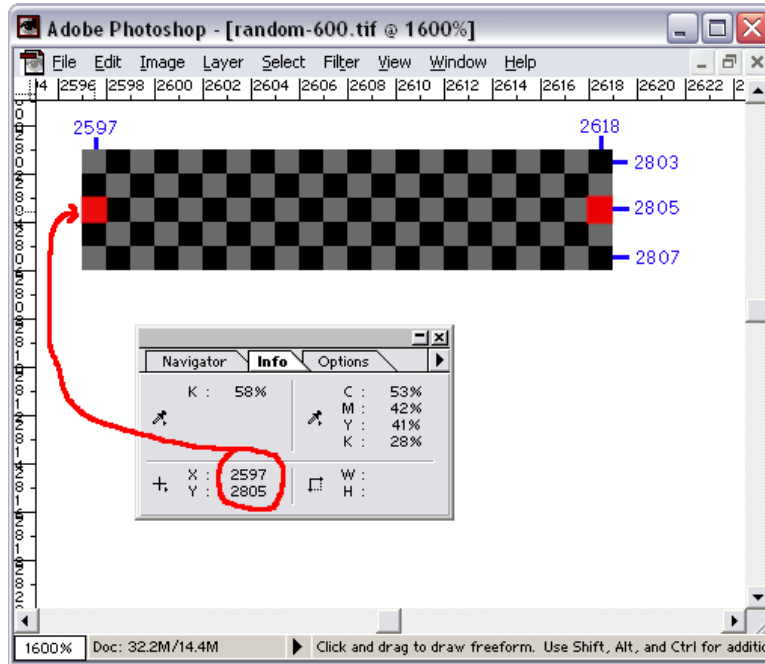 Adobe Photoshop - [random-600.tif @ 1600%]
File Edit Image Layer Select Filter View Window Help
2596 2598 2600 2602 2604 2606 2608 2610 2612 2614 2616 2618 2620 2622
2597 2618
2803
2805
2807
Navigator Info Options
K : 58% C : 53%
M : 42%
Y : 41%
K : 28%
X : 2597 W :
Y : 2805 H :
1600% Doc: 32.2M/14.4M Click and drag to draw freeform. Use Shift, Alt, and Ctrl for additio